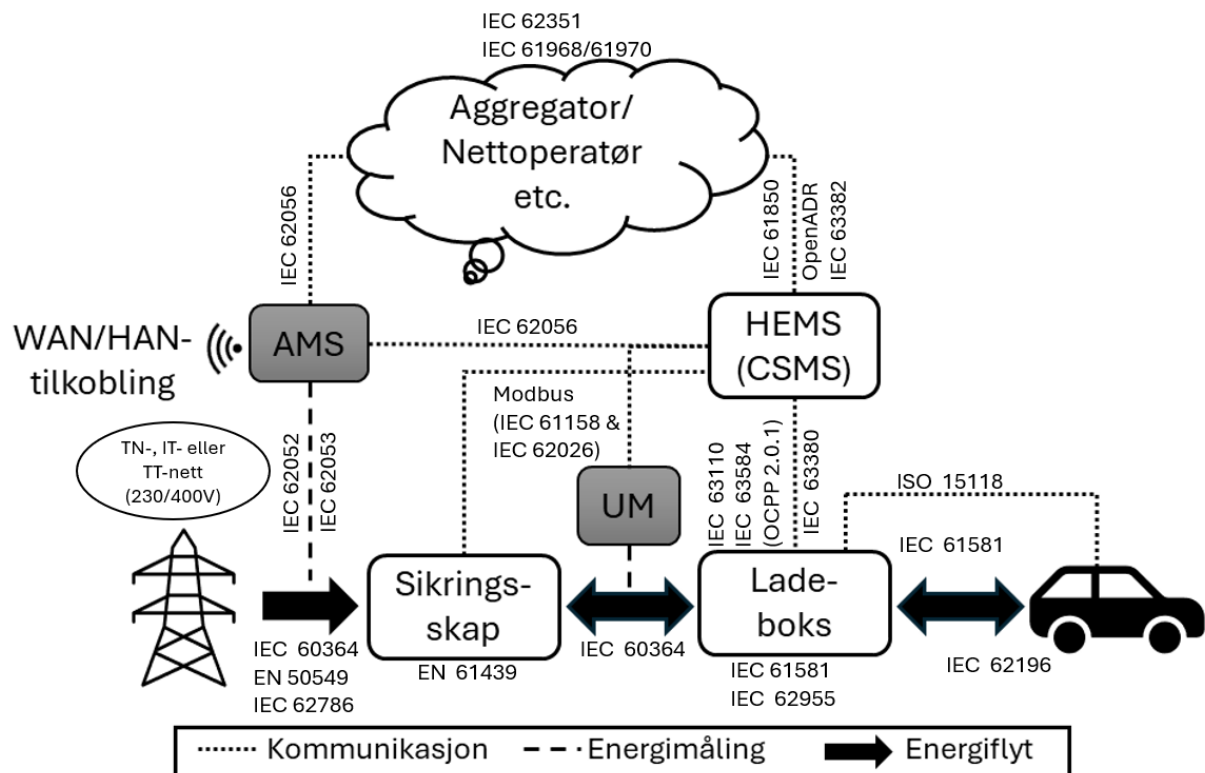 IEC 62351
IEC 61968/61970
Aggregator/
Nettoperatør
etc.
IEC 62056
IEC 61850
OpenADR
IEC 63382
WAN/HAN-
tilkobling
AMS
IEC 62056
HEMS
(CSMS)
Modbus
(IEC 61158 &
IEC 62026)
TN-, IT- eller
TT-nett
(230/400V)
IEC 62052
IEC 62053
UM
IEC 63110
IEC 63584
(OCPP 2.0.1)
IEC 63380
ISO 15118
IEC 61581
Sikrings-
skap
Lade-
boks
IEC 60364
EN 50549
IEC 62786
EN 61439
IEC 60364
IEC 61581
IEC 62955
IEC 62196
Kommunikasjon
Energimåling
Energiflyt